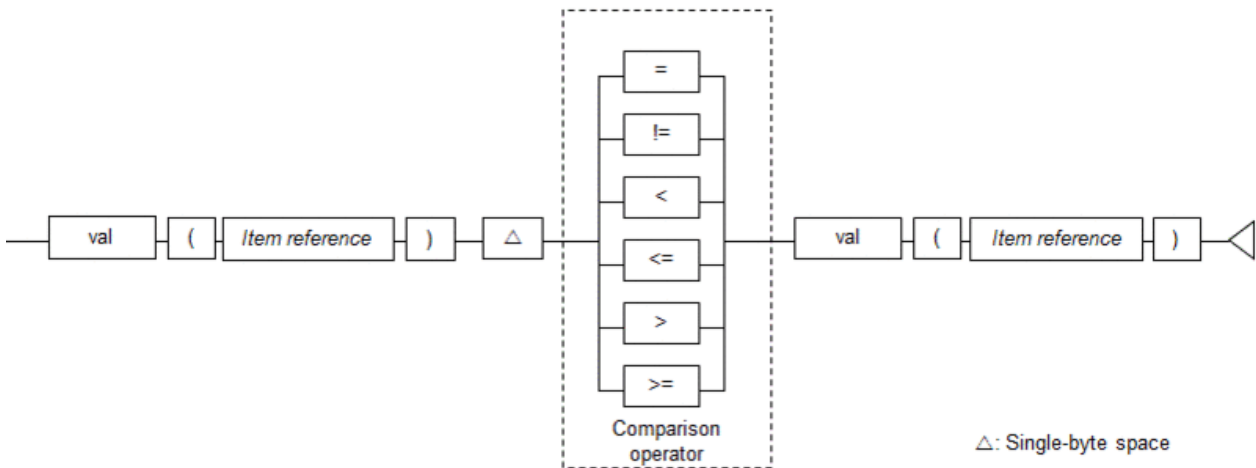 =
!=
<
val ( Item reference ) △ <= val ( Item reference )
>
>=
Comparison
operator
△: Single-byte space